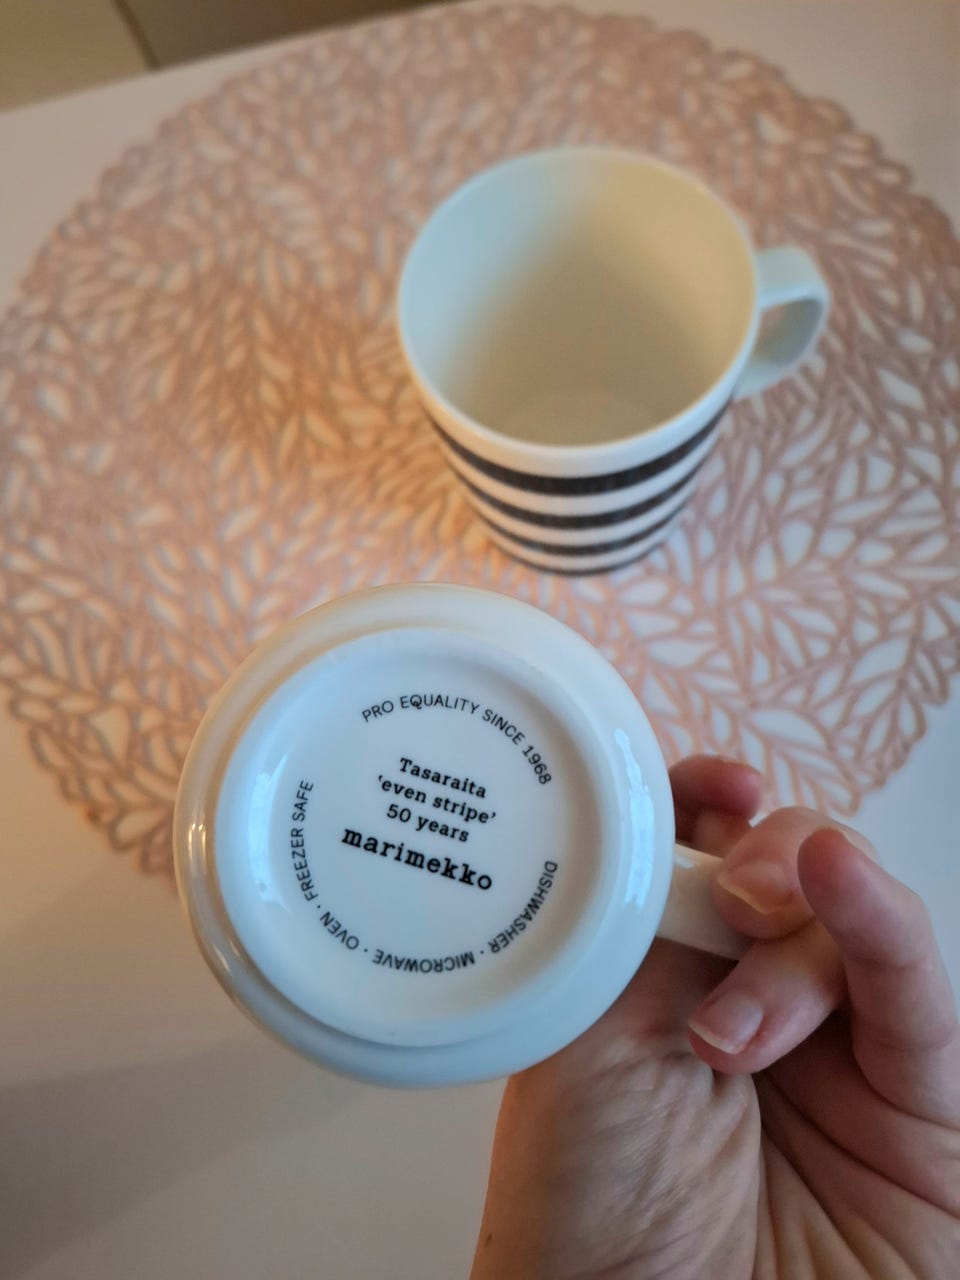 PRO EQUALITY SINCE 1968
Tasaraita
'even stripe'
50 years
marimekko
DISHWASHER · MICROWAVE · OVEN · FREEZER SAFE